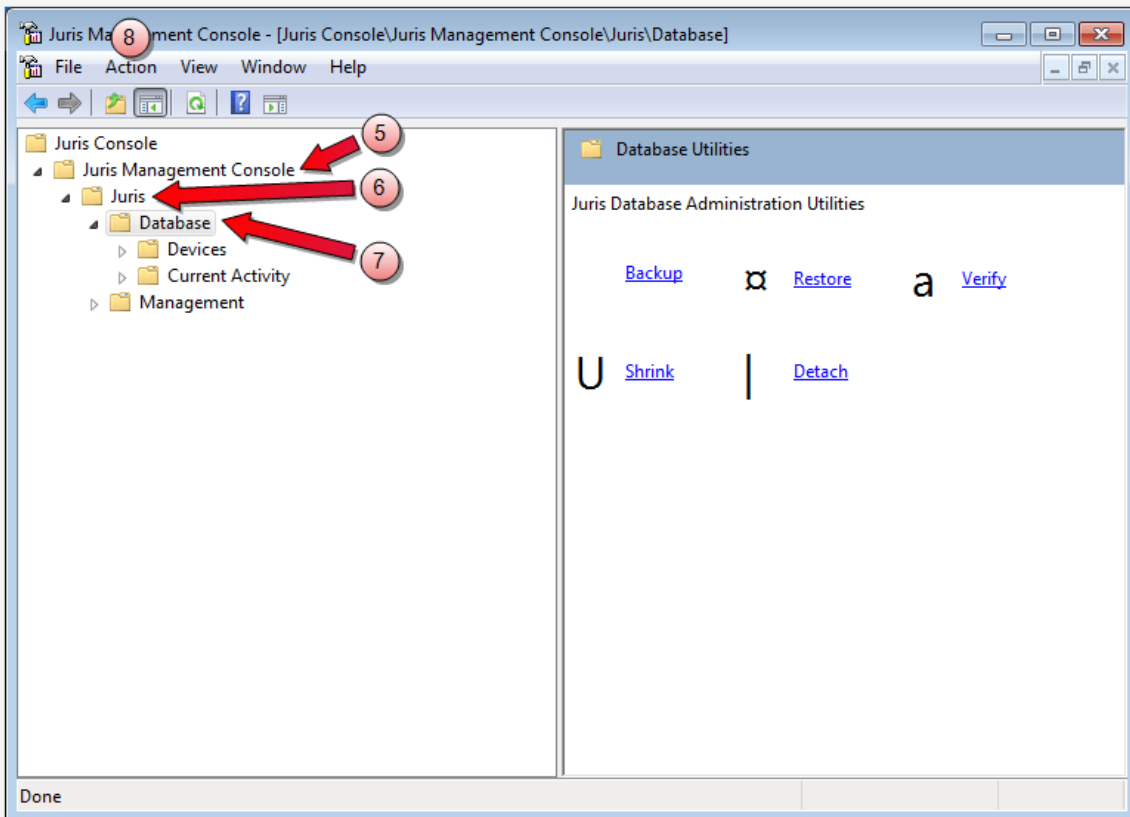 Juris Ma 8 ment Console - [Juris Console\Juris Management Console\Juris\Database]
File Action View Window Help
Juris Console
Juris Management Console
5
Juris
6
Database
7
Devices
Current Activity
Management
Database Utilities
Juris Database Administration Utilities
Backup ¤ Restore a Verify
U Shrink | Detach
Done